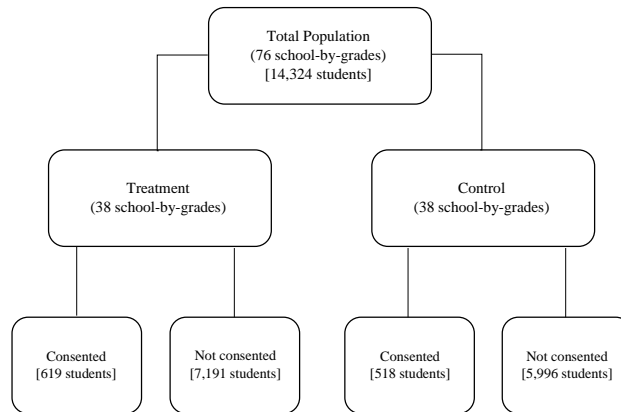 Total Population
(76 school-by-grades)
[14,324 students]
Treatment
(38 school-by-grades)
Control
(38 school-by-grades)
Consented
[619 students]
Not consented
[7,191 students]
Consented
[518 students]
Not consented
[5,996 students]